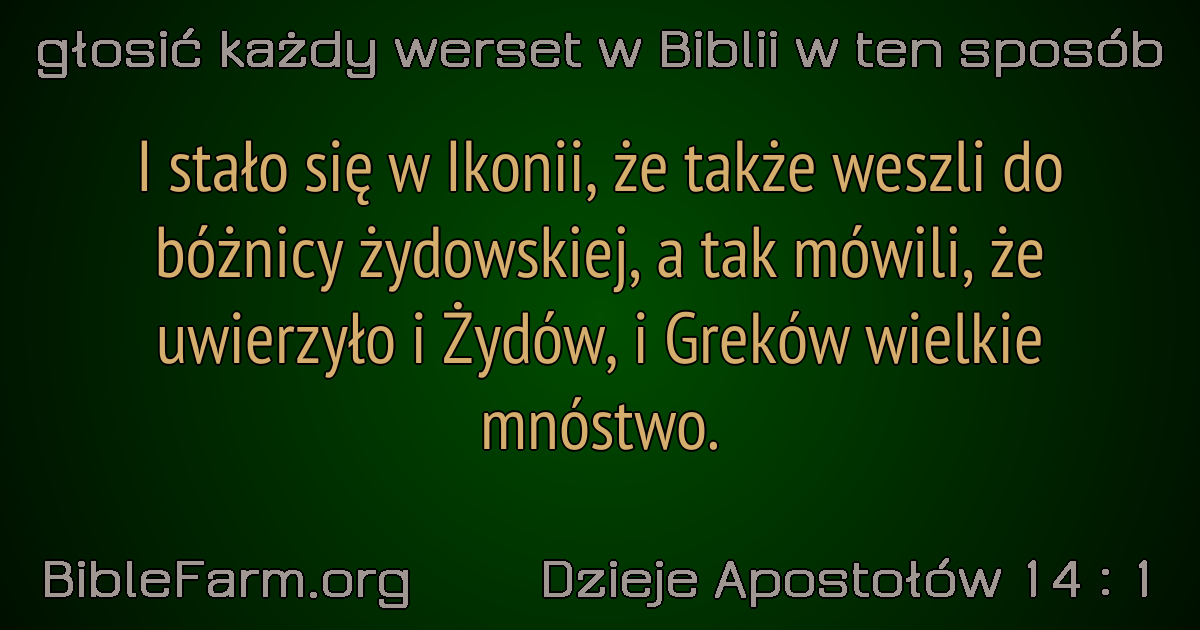 głosić każdy werset w Biblii w ten sposób
I stało się w Ikonii, że także weszli do
bóżnicy żydowskiej, a tak mówili, że
uwierzyło i Żydów, i Greków wielkie
mnóstwo.
BibleFarm.org
Dzieje Apostołów 14 : 1